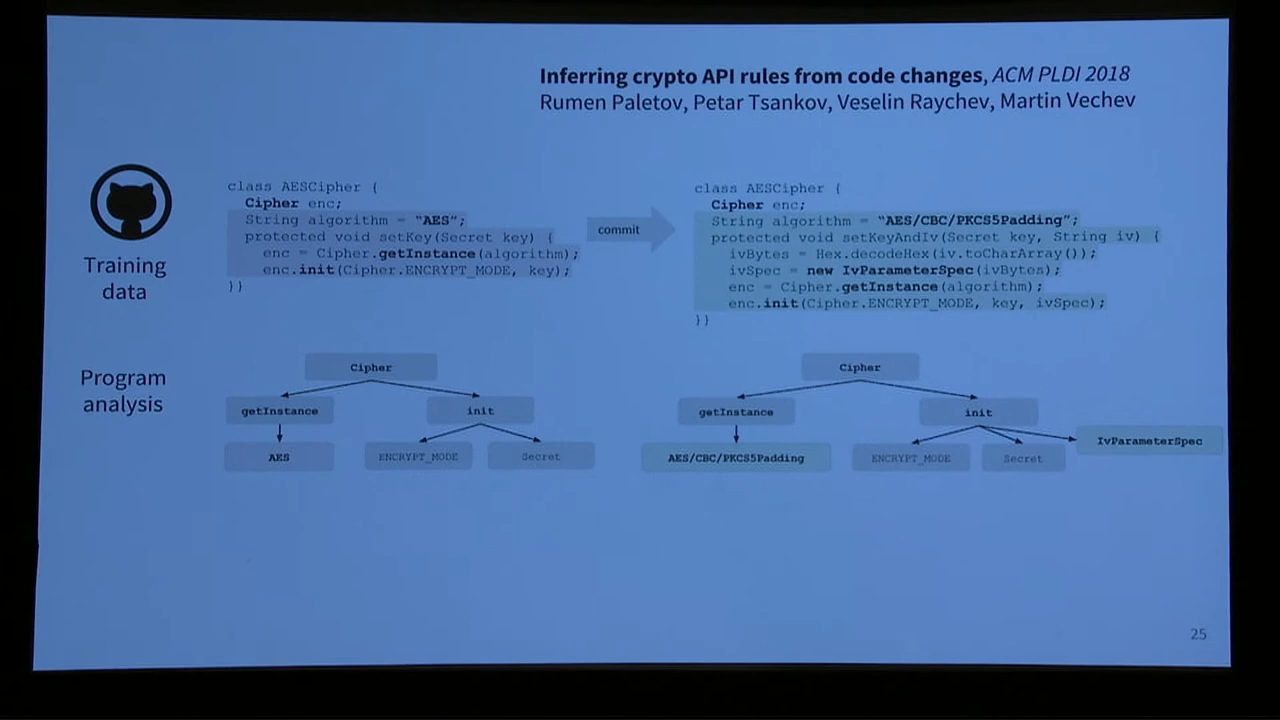 Inferring crypto API rules from code changes, ACM PLDI 2018
Rumen Paletov, Petar Tsankov, Veselin Raychev, Martin Vechev
Training
data
class AESCipher {
Cipher enc;
String algorithm = "AES";
protected void setKey(Secret key) {
enc = Cipher.getInstance(algorithm);
enc.init(Cipher.ENCRYPT_MODE, key);
}}
commit
class AESCipher {
Cipher enc;
String algorithm = "AES/CBC/PKCS5Padding";
protected void setKeyAndIv(Secret key, String iv) {
ivBytes = Hex.decodeHex(iv.toCharArray());
ivSpec = new IvParameterSpec(ivBytes);
enc = Cipher.getInstance(algorithm);
enc.init(Cipher.ENCRYPT_MODE, key, ivSpec);
}}
Program
analysis
Cipher
getInstance init
AES ENCRYPT_MODE Secret
Cipher
getInstance init
IvParameterSpec
AES/CBC/PKCS5Padding ENCRYPT_MODE Secret
25